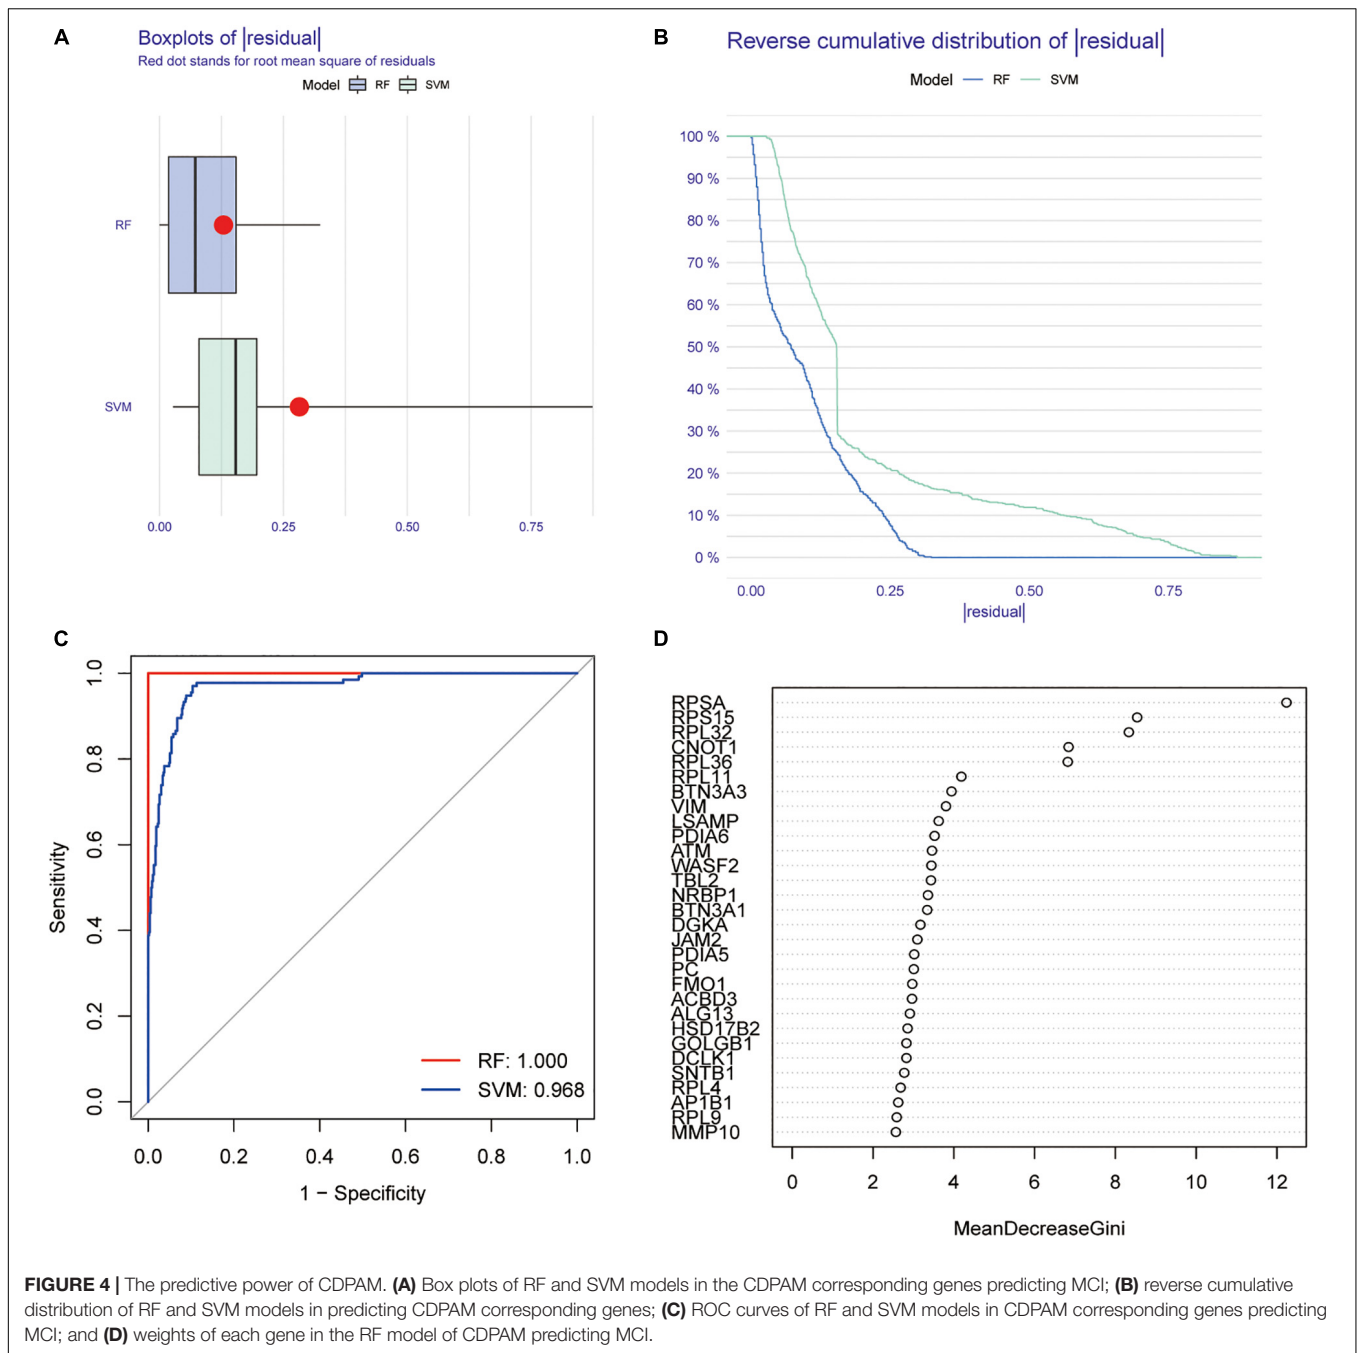 A
Boxplots of |residual|
Red dot stands for root mean square of residuals
Model RF SVM
RF
SVM
0.00 0.25 0.50 0.75
B
Reverse cumulative distribution of |residual|
Model RF SVM
100 %
90 %
80 %
70 %
60 %
50 %
40 %
30 %
20 %
10 %
0 %
0.00 0.25 0.50 0.75
|residual|
C
Sensitivity
1.0
0.8
0.6
0.4
0.2
0.0
RF: 1.000
SVM: 0.968
0.0 0.2 0.4 0.6 0.8 1.0
1 − Specificity
D
RPSA
RPS15
RPL32
CNOT1
RPL36
RPL11
BTN3A3
VIM
LSAMP
PDIA6
ATM
WASF2
TBL2
NRBP1
BTN3A1
DGKA
JAM2
PDIA5
PC
FMO1
ACBD3
ALG13
HSD17B2
GOLGB1
DCLK1
SNTB1
RPL4
AP1B1
RPL9
MMP10
0 2 4 6 8 10 12
MeanDecreaseGini
FIGURE 4 | The predictive power of CDPAM. (A) Box plots of RF and SVM models in the CDPAM corresponding genes predicting MCI; (B) reverse cumulative
distribution of RF and SVM models in predicting CDPAM corresponding genes; (C) ROC curves of RF and SVM models in CDPAM corresponding genes predicting
MCI; and (D) weights of each gene in the RF model of CDPAM predicting MCI.